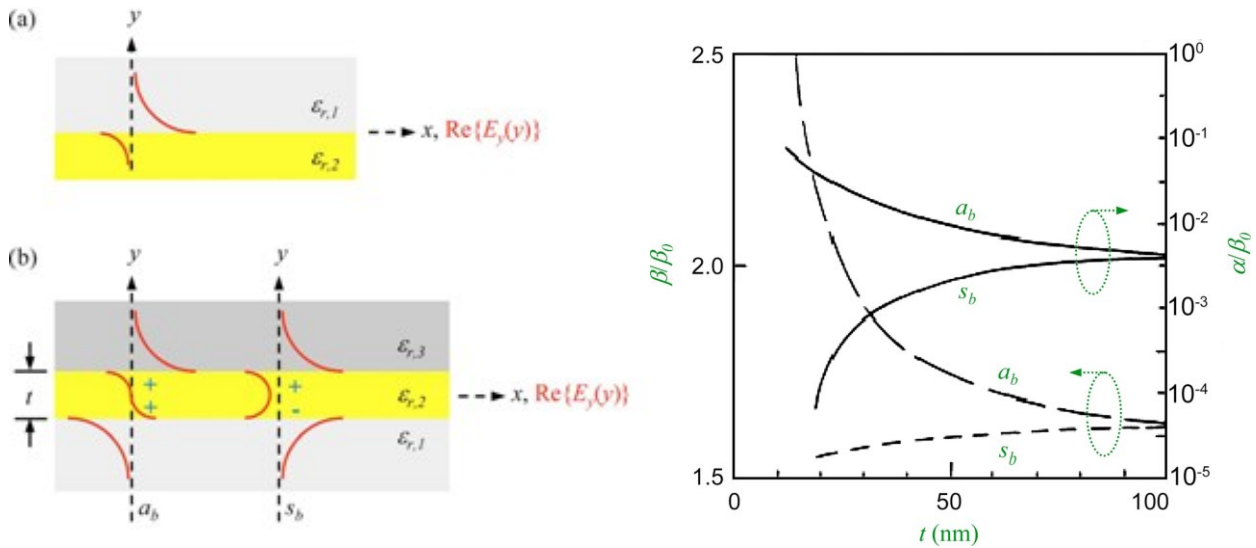 (a)
y
εr,1
x, Re{Ey(y)}
εr,2
(b)
y
y
εr,3
t
+
+
+
-
εr,2
x, Re{Ey(y)}
εr,1
ab
sb
2.5
2.0
1.5
β/β0
10^0
10^-1
10^-2
10^-3
10^-4
10^-5
α/β0
ab
sb
ab
sb
0
50
100
t (nm)